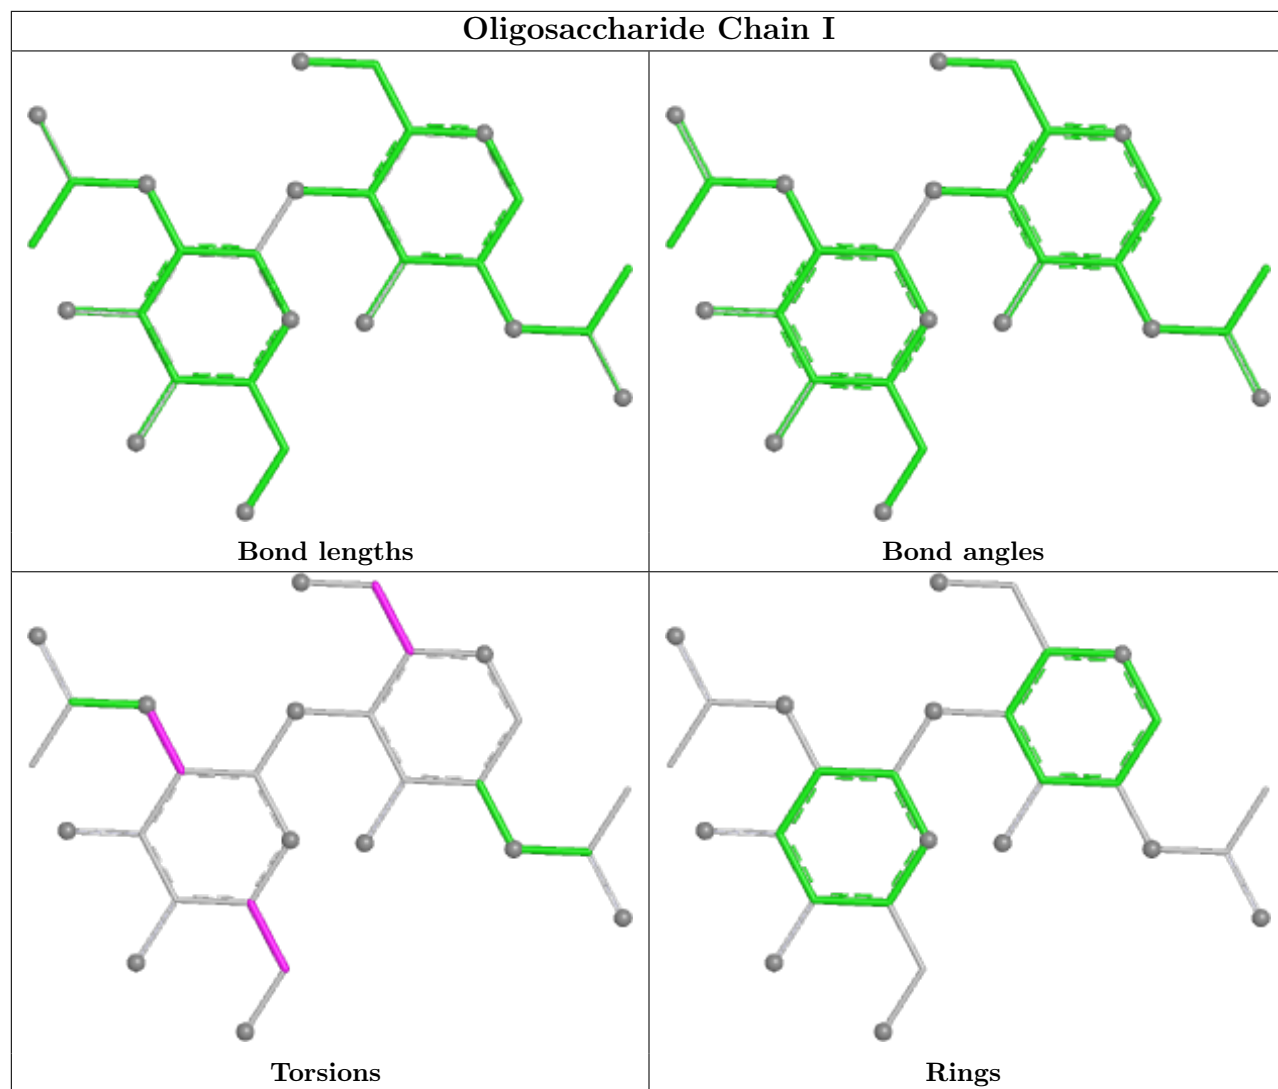 Oligosaccharide Chain I
Bond lengths
Bond angles
Torsions
Rings